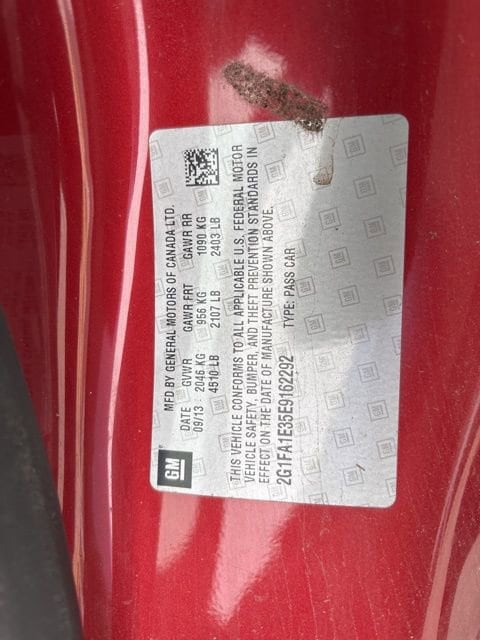 GM
MFD BY GENERAL MOTORS OF CANADA LTD.
DATE GVWR GAWR FRT GAWR RR
09/13 2046 KG 956 KG 1090 KG
4510 LB 2107 LB 2403 LB
THIS VEHICLE CONFORMS TO ALL APPLICABLE U.S. FEDERAL MOTOR
VEHICLE SAFETY, BUMPER, AND THEFT PREVENTION STANDARDS IN
EFFECT ON THE DATE OF MANUFACTURE SHOWN ABOVE.
2G1FA1E35E9162292 TYPE: PASS CAR